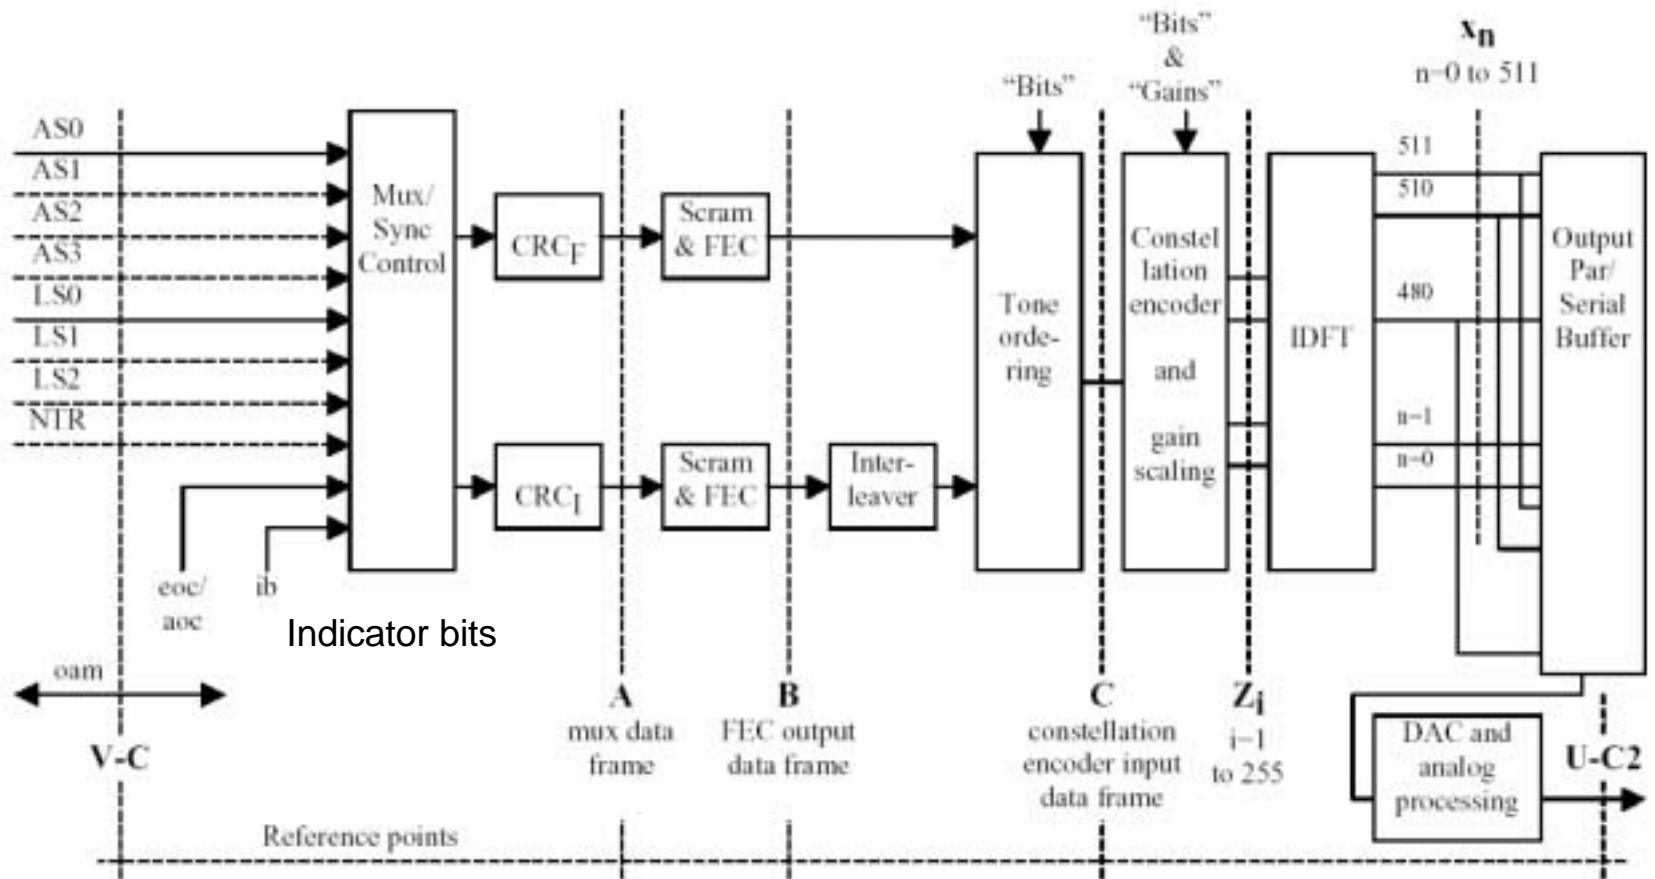 "Bits"
&
"Gains"
"Bits"
xn
n=0 to 511
AS0
AS1
AS2
AS3
LS0
LS1
LS2
NTR
eoc/
aoc
ib
Indicator bits
oam
V-C
Mux/
Sync
Control
CRCF
CRCI
Scram
& FEC
Scram
& FEC
Inter-
leaver
Tone
orde-
ring
Constel
lation
encoder
and
gain
scaling
IDFT
511
510
480
n=1
n=0
Output
Par/
Serial
Buffer
A
mux data
frame
B
FEC output
data frame
C
constellation
encoder input
data frame
Zi
i=1
to 255
DAC and
analog
processing
U-C2
Reference points